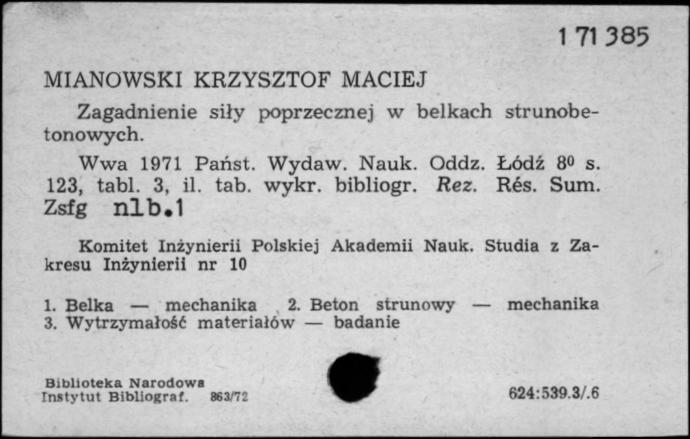 171385
MIANOWSKI KRZYSZTOF MACIEJ
Zagadnienie siły poprzecznej w belkach strunobe-
tonowych.
Wwa 1971 Państ. Wydaw. Nauk. Oddz. Łódź 8⁰ s.
123, tabl. 3, il. tab. wykr. bibliogr. Rez. Rés. Sum.
Zsfg nlb.1
Komitet Inżynierii Polskiej Akademii Nauk. Studia z Za-
kresu Inżynierii nr 10
1. Belka — mechanika 2. Beton strunowy — mechanika
3. Wytrzymałość materiałów — badanie
Biblioteka Narodowa
Instytut Bibliograf. 863/72
624:539.3/.6